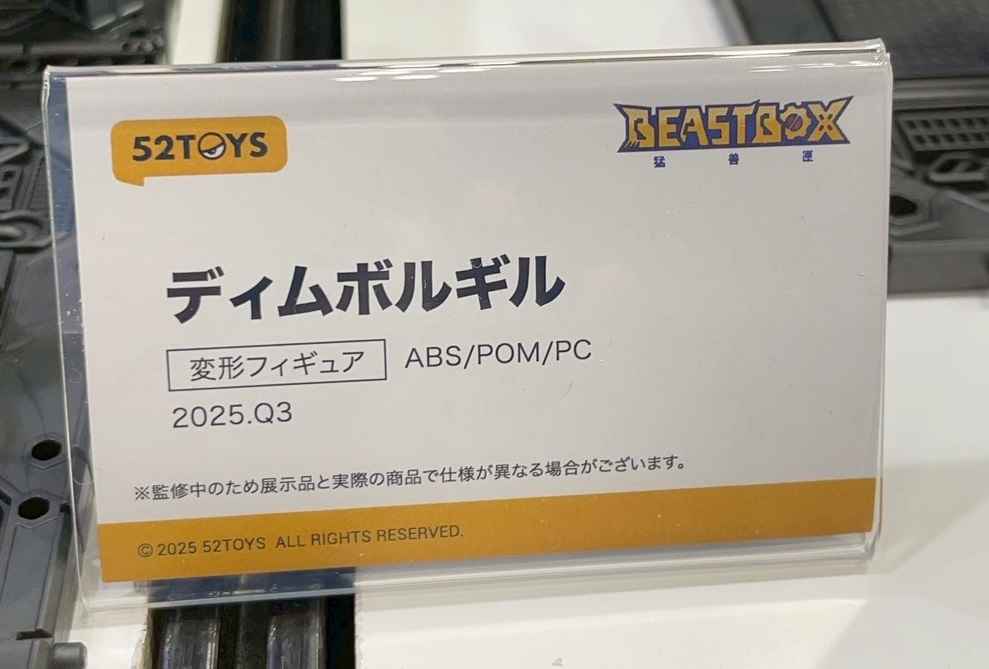 52TOYS
BEASTBOX
猛獣匣
ディムボルギル
変形フィギュア ABS/POM/PC
2025.Q3
※監修中のため展示品と実際の商品で仕様が異なる場合がございます。
© 2025 52TOYS ALL RIGHTS RESERVED.